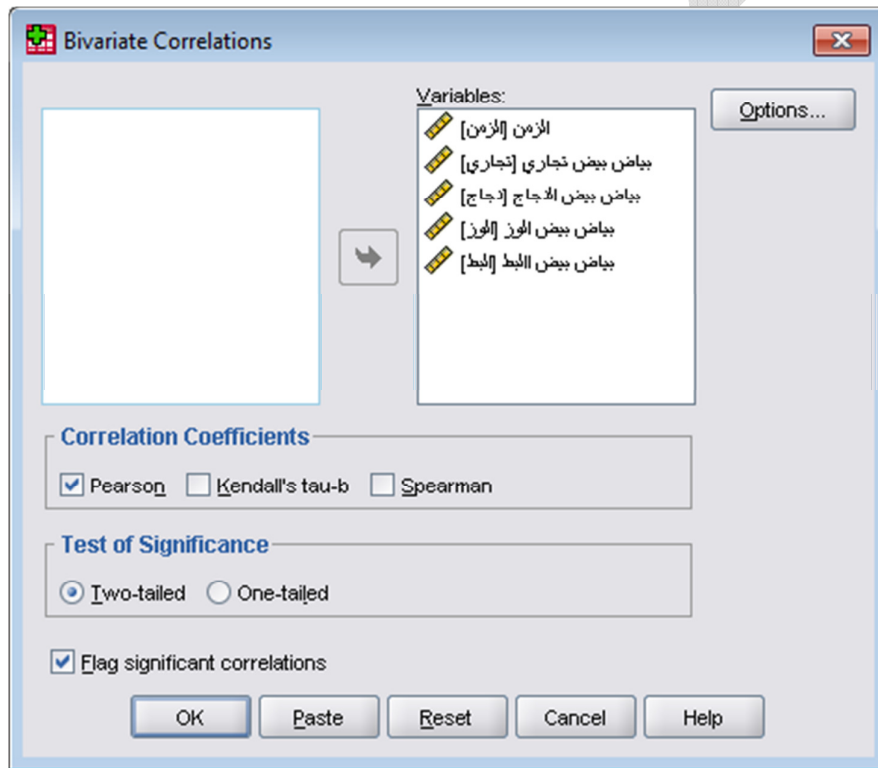 Bivariate Correlations
Variables:
الزمن [الزمن]
بياض بيض تجاري [تجاري]
بياض بيض الدجاج [دجاج]
بياض بيض الوز [الوز]
بياض بيض االبط [البط]
Options...
Correlation Coefficients
Pearson Kendall's tau-b Spearman
Test of Significance
Two-tailed One-tailed
Flag significant correlations
OK Paste Reset Cancel Help